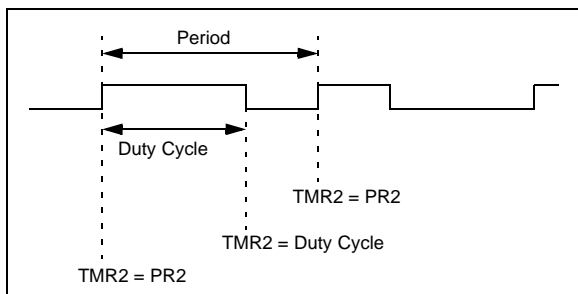 Period
Duty Cycle
TMR2 = PR2
TMR2 = Duty Cycle
TMR2 = PR2